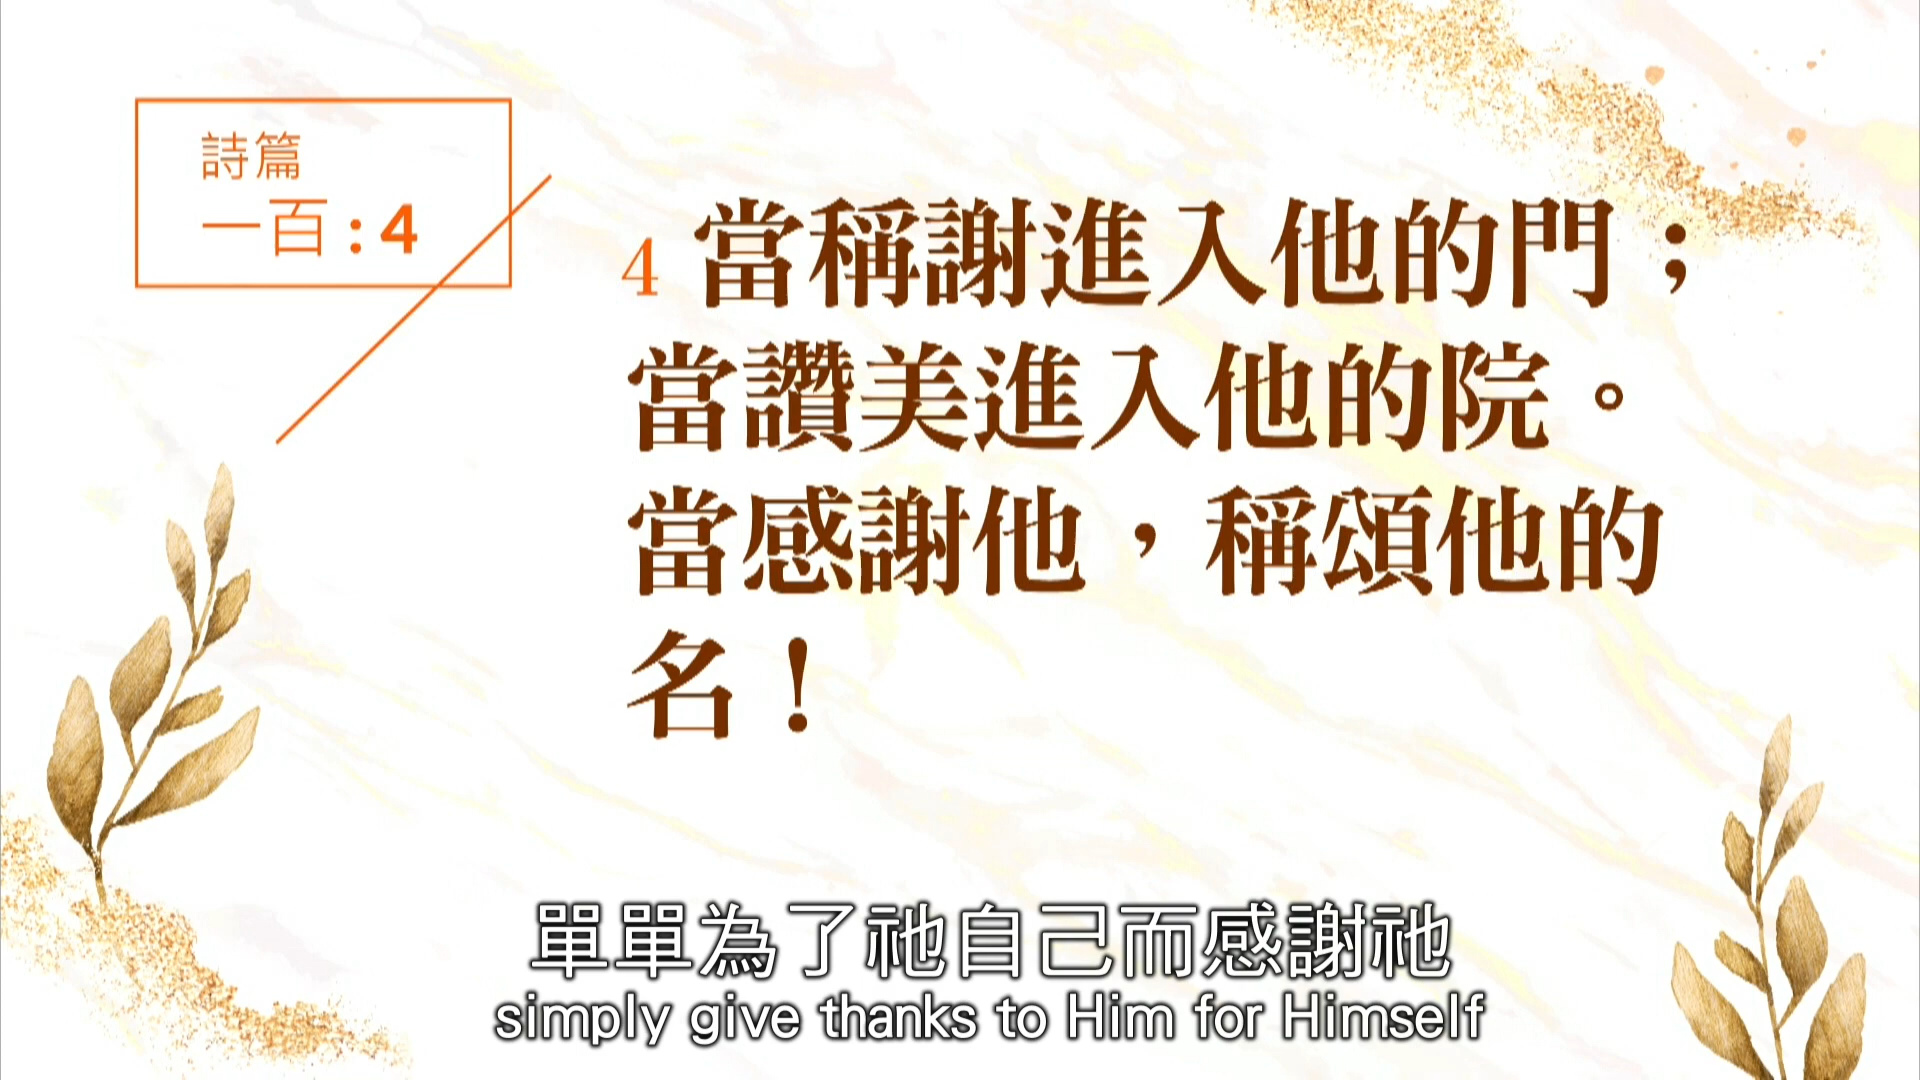 詩篇
一百:4
4 當稱謝進入他的門；
當讚美進入他的院。
當感謝他，稱頌他的
名！
單單為了祂自己而感謝祂
simply give thanks to Him for Himself